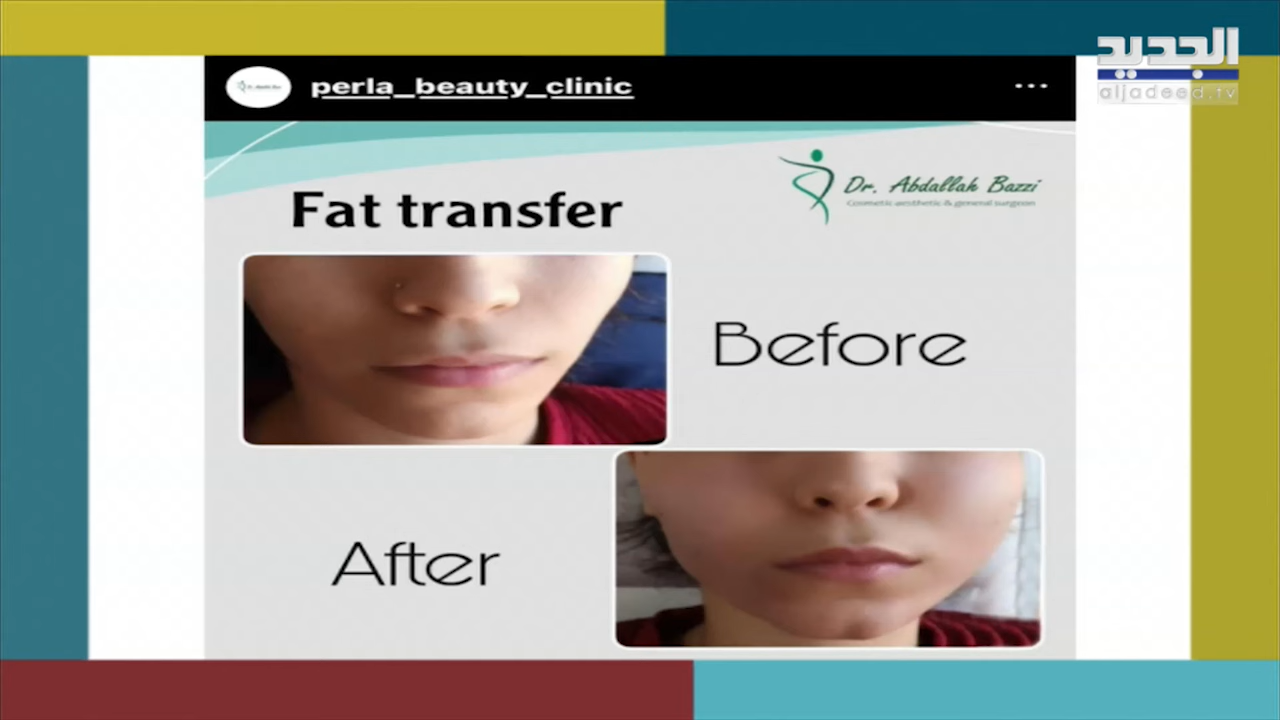 الجديد
aljadeed.tv
perla_beauty_clinic
Dr. Abdallah Bazzi
Cosmetic aesthetic & general surgeon
Fat transfer
Before
After